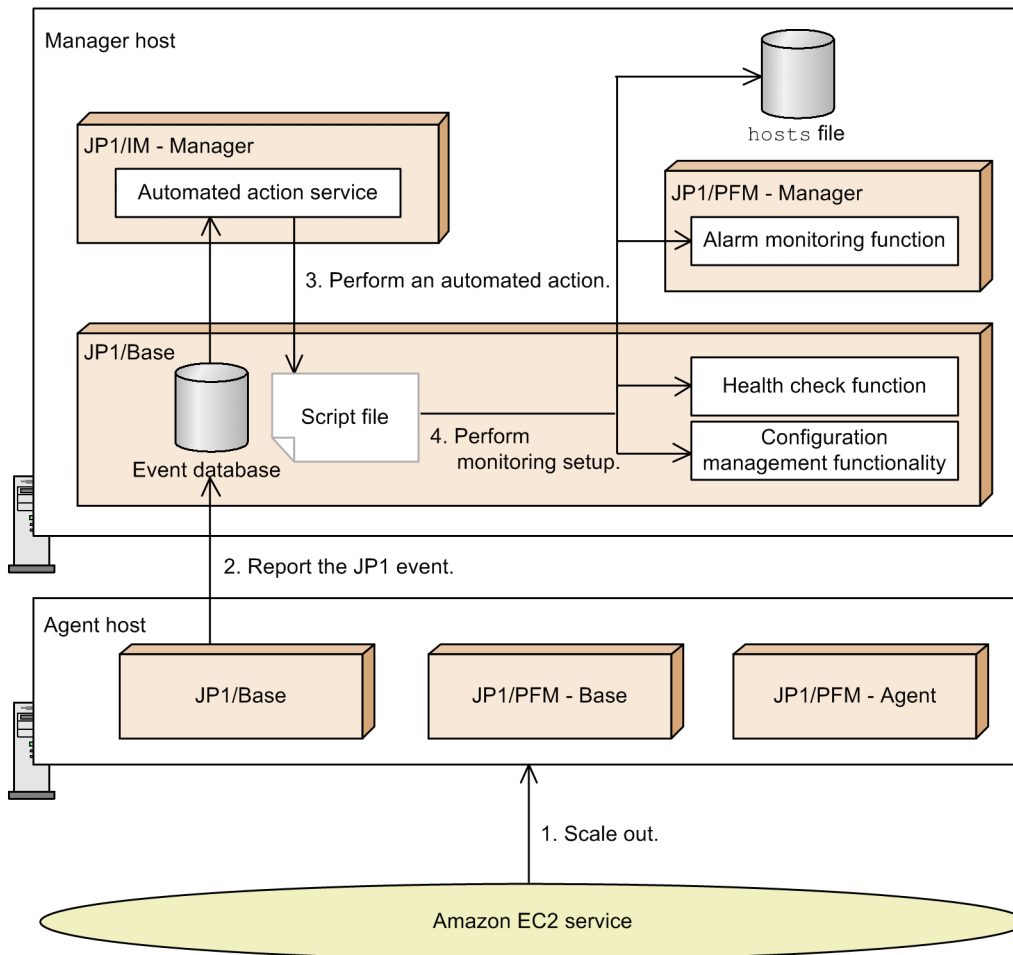 Manager host
hosts file
JP1/IM - Manager
Automated action service
JP1/PFM - Manager
Alarm monitoring function
3. Perform an automated action.
JP1/Base
Event database
Script file
4. Perform
monitoring setup.
Health check function
Configuration
management functionality
2. Report the JP1 event.
Agent host
JP1/Base
JP1/PFM - Base
JP1/PFM - Agent
1. Scale out.
Amazon EC2 service